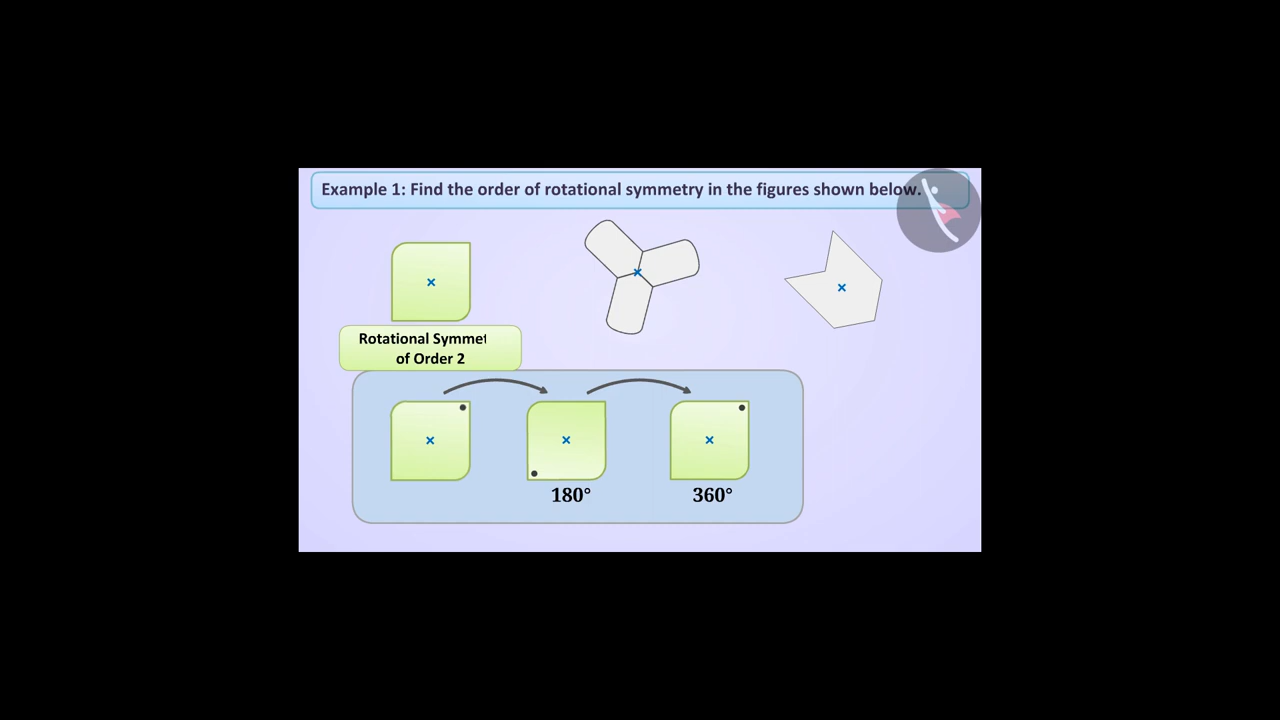 Example 1: Find the order of rotational symmetry in the figures shown below.
Rotational Symmet
of Order 2
180°
360°